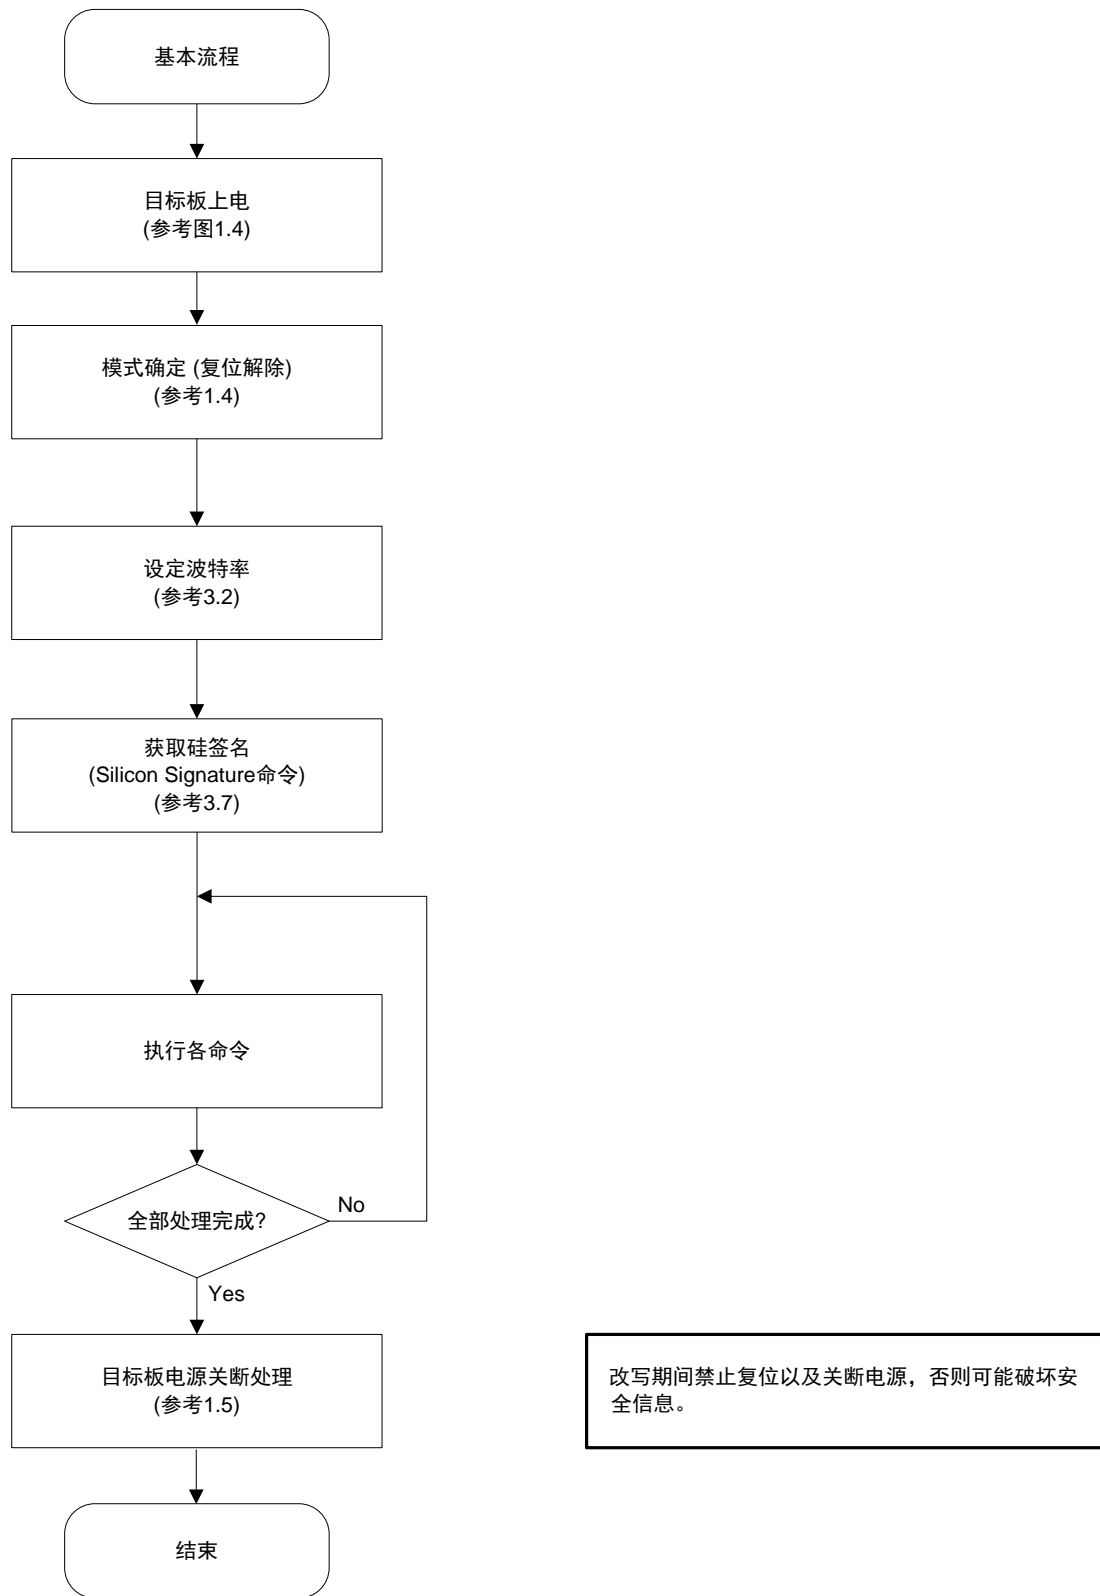 基本流程
目标板上电
(参考图1.4)
模式确定 (复位解除)
(参考1.4)
设定波特率
(参考3.2)
获取硅签名
(Silicon Signature命令)
(参考3.7)
执行各命令
全部处理完成?
No
Yes
目标板电源关断处理
(参考1.5)
改写期间禁止复位以及关断电源，否则可能破坏安
全信息。
结束